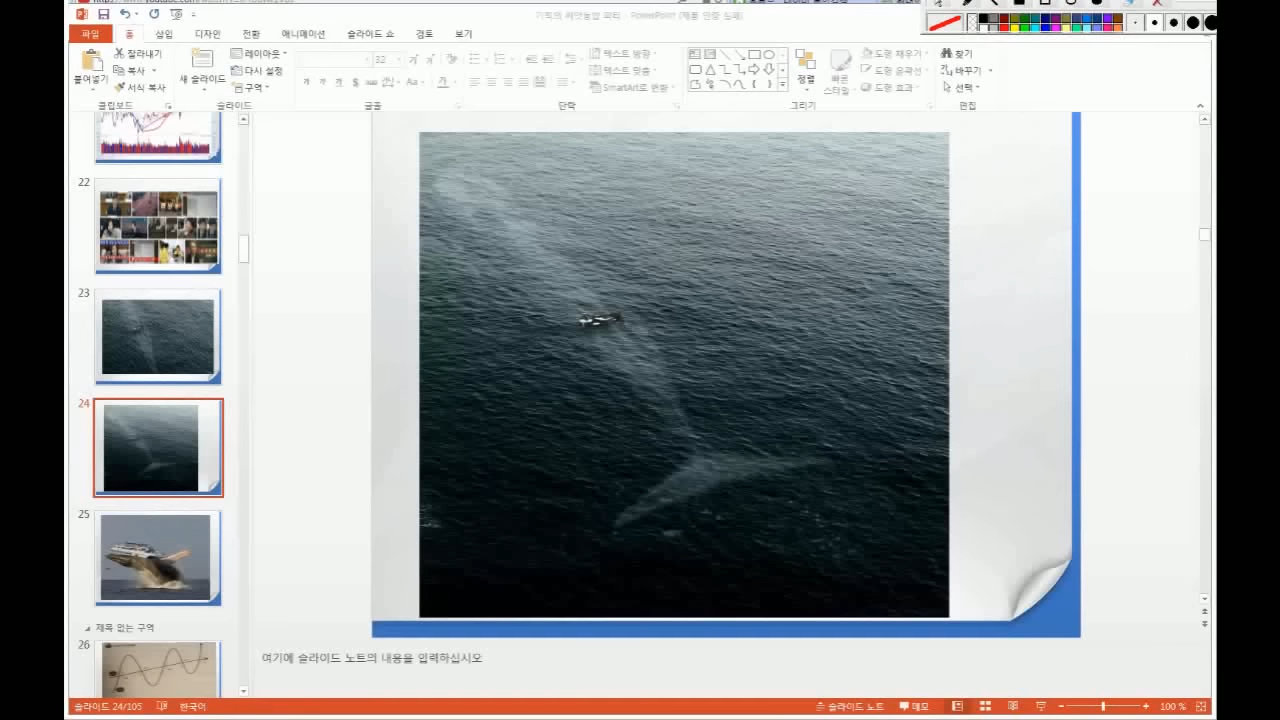 파일 홈 삽입 디자인 전환 애니메이션 슬라이드 쇼 검토 보기
붙여넣기
잘라내기
복사
서식 복사
클립보드
새 슬라이드
레이아웃
다시 설정
구역
슬라이드
32
가 가 가 S abc Aa 가
글꼴
텍스트 방향
텍스트 맞춤
SmartArt로 변환
단락
정렬
빠른 스타일
도형 채우기
도형 윤곽선
도형 효과
그리기
찾기
바꾸기
선택
편집
22
23
24
25
제목 없는 구역
26
여기에 슬라이드 노트의 내용을 입력하십시오
슬라이드 24/105 한국어 슬라이드 노트 메모 100 %